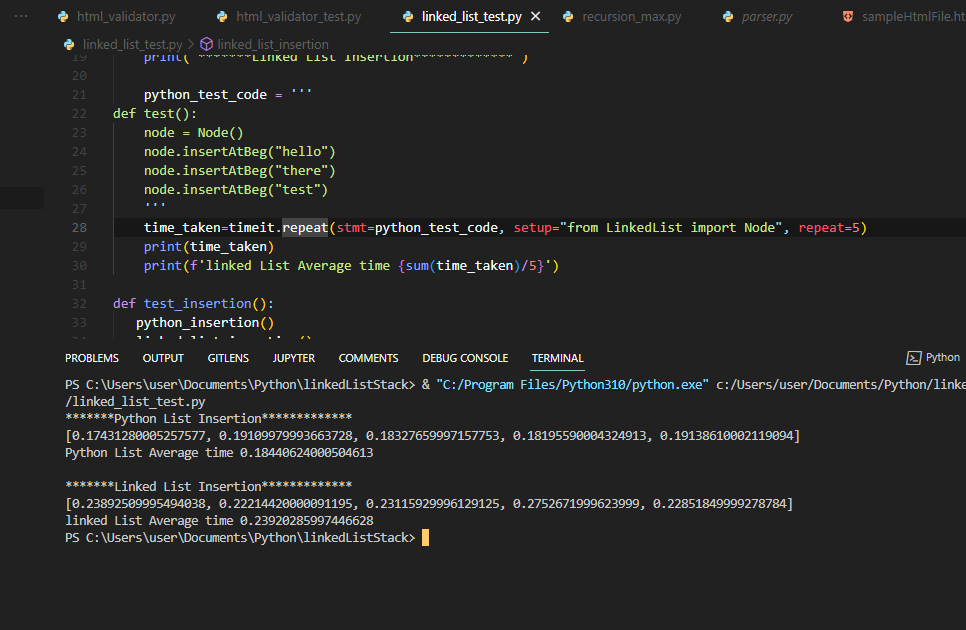 ··· html_validator.py html_validator_test.py linked_list_test.py × recursion_max.py parser.py sampleHtmlFile.ht
linked_list_test.py > linked_list_insertion
19 print( *******Linked List Insertion************* )
20
21 python_test_code = '''
22 def test():
23 node = Node()
24 node.insertAtBeg("hello")
25 node.insertAtBeg("there")
26 node.insertAtBeg("test")
27 '''
28 time_taken=timeit.repeat(stmt=python_test_code, setup="from LinkedList import Node", repeat=5)
29 print(time_taken)
30 print(f'linked List Average time {sum(time_taken)/5}')
31
32 def test_insertion():
33 python_insertion()
PROBLEMS OUTPUT GITLENS JUPYTER COMMENTS DEBUG CONSOLE TERMINAL Python
PS C:\Users\user\Documents\Python\linkedListStack> & "C:/Program Files/Python310/python.exe" c:/Users/user/Documents/Python/linke
/linked_list_test.py
*******Python List Insertion*************
[0.17431280005257577, 0.19109979993663728, 0.18327659997157753, 0.18195590004324913, 0.19138610002119094]
Python List Average time 0.18440624000504613
*******Linked List Insertion*************
[0.23892509995494038, 0.22214420000091195, 0.23115929996129125, 0.2752671999623999, 0.22851849999278784]
linked List Average time 0.23920285997446628
PS C:\Users\user\Documents\Python\linkedListStack>